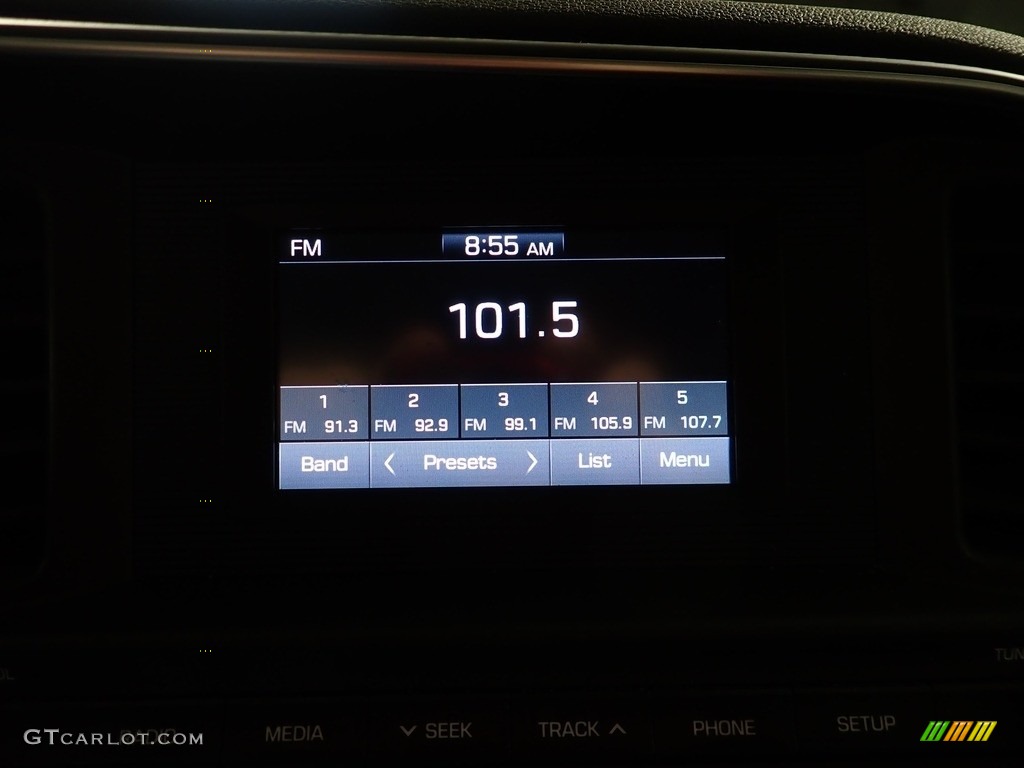 FM 8:55 AM
101.5
1 2 3 4 5
FM 91.3 FM 92.9 FM 99.1 FM 105.9 FM 107.7
Band Presets List Menu
MEDIA SEEK TRACK PHONE SETUP
GTCARLOT.COM